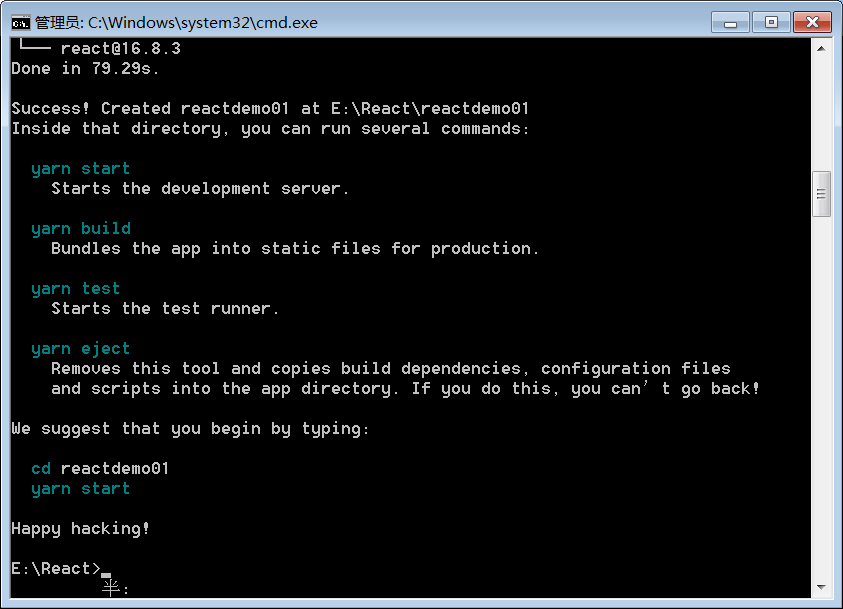 管理员: C:\Windows\system32\cmd.exe
└── react@16.8.3
Done in 79.29s.
Success! Created reactdemo01 at E:\React\reactdemo01
Inside that directory, you can run several commands:
yarn start
Starts the development server.
yarn build
Bundles the app into static files for production.
yarn test
Starts the test runner.
yarn eject
Removes this tool and copies build dependencies, configuration files
and scripts into the app directory. If you do this, you can’t go back!
We suggest that you begin by typing:
cd reactdemo01
yarn start
Happy hacking!
E:\React>_
半: